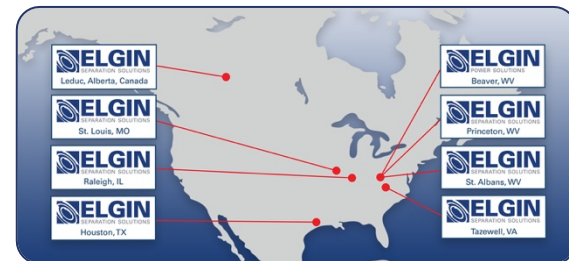 ELGIN
SEPARATION SOLUTIONS
Leduc, Alberta, Canada
ELGIN
SEPARATION SOLUTIONS
St. Louis, MO
ELGIN
SEPARATION SOLUTIONS
Raleigh, IL
ELGIN
SEPARATION SOLUTIONS
Houston, TX
ELGIN
POWER SOLUTIONS
Beaver, WV
ELGIN
SEPARATION SOLUTIONS
Princeton, WV
ELGIN
SEPARATION SOLUTIONS
St. Albans, WV
ELGIN
SEPARATION SOLUTIONS
Tazewell, VA